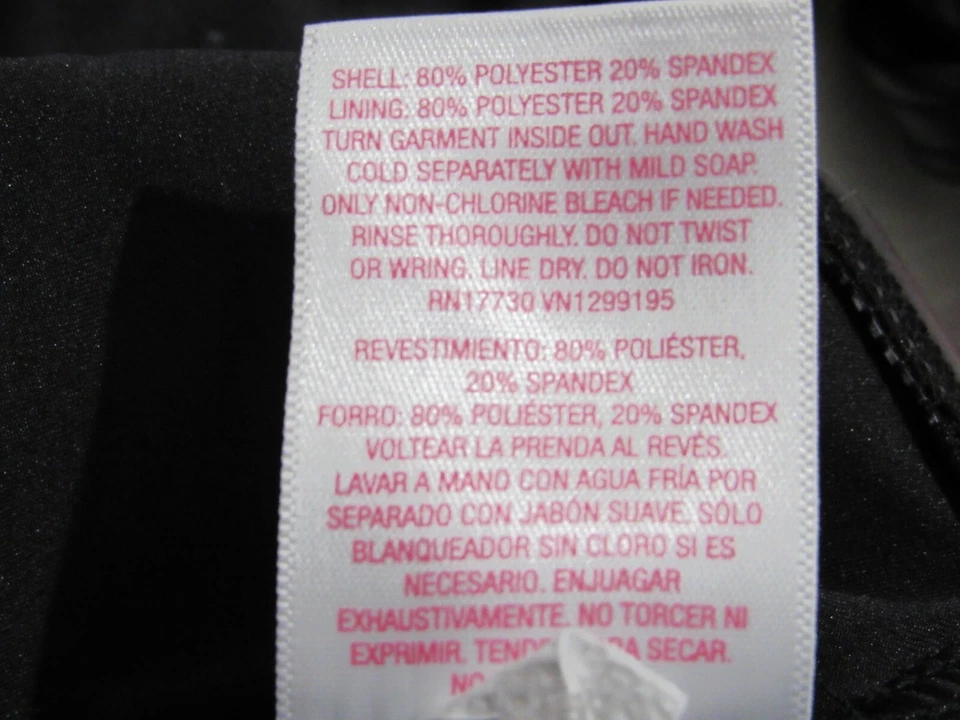 SHELL: 80% POLYESTER 20% SPANDEX
LINING: 80% POLYESTER 20% SPANDEX
TURN GARMENT INSIDE OUT. HAND WASH
COLD SEPARATELY WITH MILD SOAP.
ONLY NON-CHLORINE BLEACH IF NEEDED.
RINSE THOROUGHLY. DO NOT TWIST
OR WRING. LINE DRY. DO NOT IRON.
RN17730 VN1299195
REVESTIMIENTO: 80% POLIÉSTER,
20% SPANDEX
FORRO: 80% POLIÉSTER, 20% SPANDEX
VOLTEAR LA PRENDA AL REVÉS.
LAVAR A MANO CON AGUA FRÍA POR
SEPARADO CON JABÓN SUAVE. SÓLO
BLANQUEADOR SIN CLORO SI ES
NECESARIO. ENJUAGAR
EXHAUSTIVAMENTE. NO TORCER NI
EXPRIMIR. SECAR.